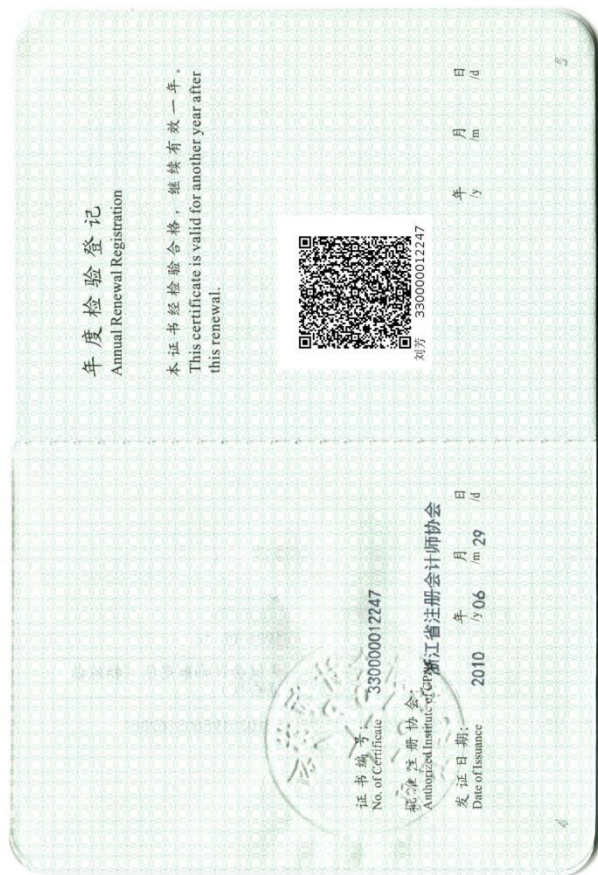 证书编号:
No. of Certificate
330000012247
批准注册协会:
Authorized Institute of CPAs
浙江省注册会计师协会
发证日期:
Date of Issuance
2010 年 06 月 29 日
/y /m /d
4
年度检验登记
Annual Renewal Registration
本证书经检验合格，继续有效一年。
This certificate is valid for another year after
this renewal.
刘芳 330000012247
年 月 日
/y /m /d
5